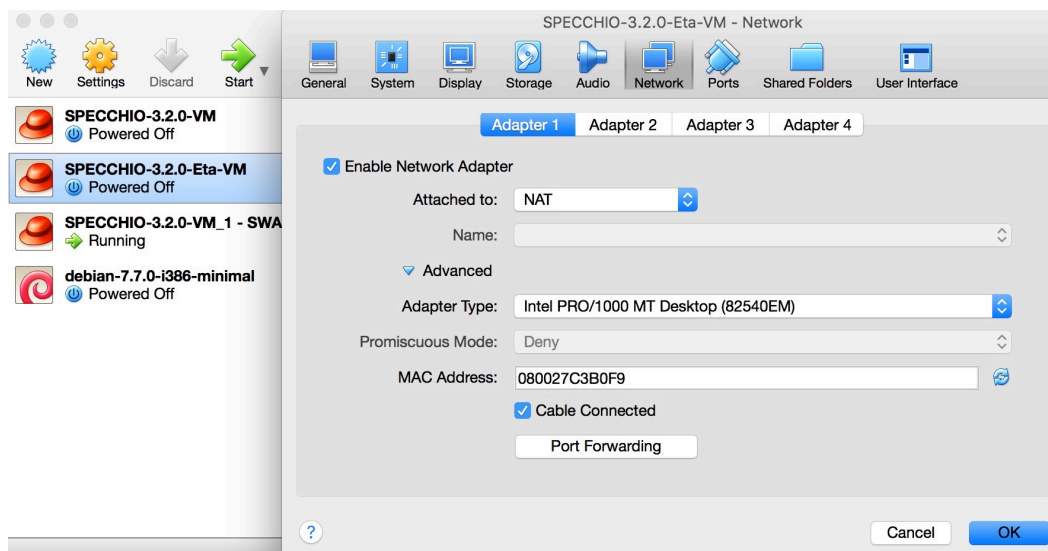 SPECCHIO-3.2.0-Eta-VM - Network
New Settings Discard Start
General System Display Storage Audio Network Ports Shared Folders User Interface
SPECCHIO-3.2.0-VM
Powered Off
SPECCHIO-3.2.0-Eta-VM
Powered Off
SPECCHIO-3.2.0-VM_1 - SWA
Running
debian-7.7.0-i386-minimal
Powered Off
Adapter 1 Adapter 2 Adapter 3 Adapter 4
Enable Network Adapter
Attached to: NAT
Name:
Advanced
Adapter Type: Intel PRO/1000 MT Desktop (82540EM)
Promiscuous Mode: Deny
MAC Address: 080027C3B0F9
Cable Connected
Port Forwarding
?
Cancel OK